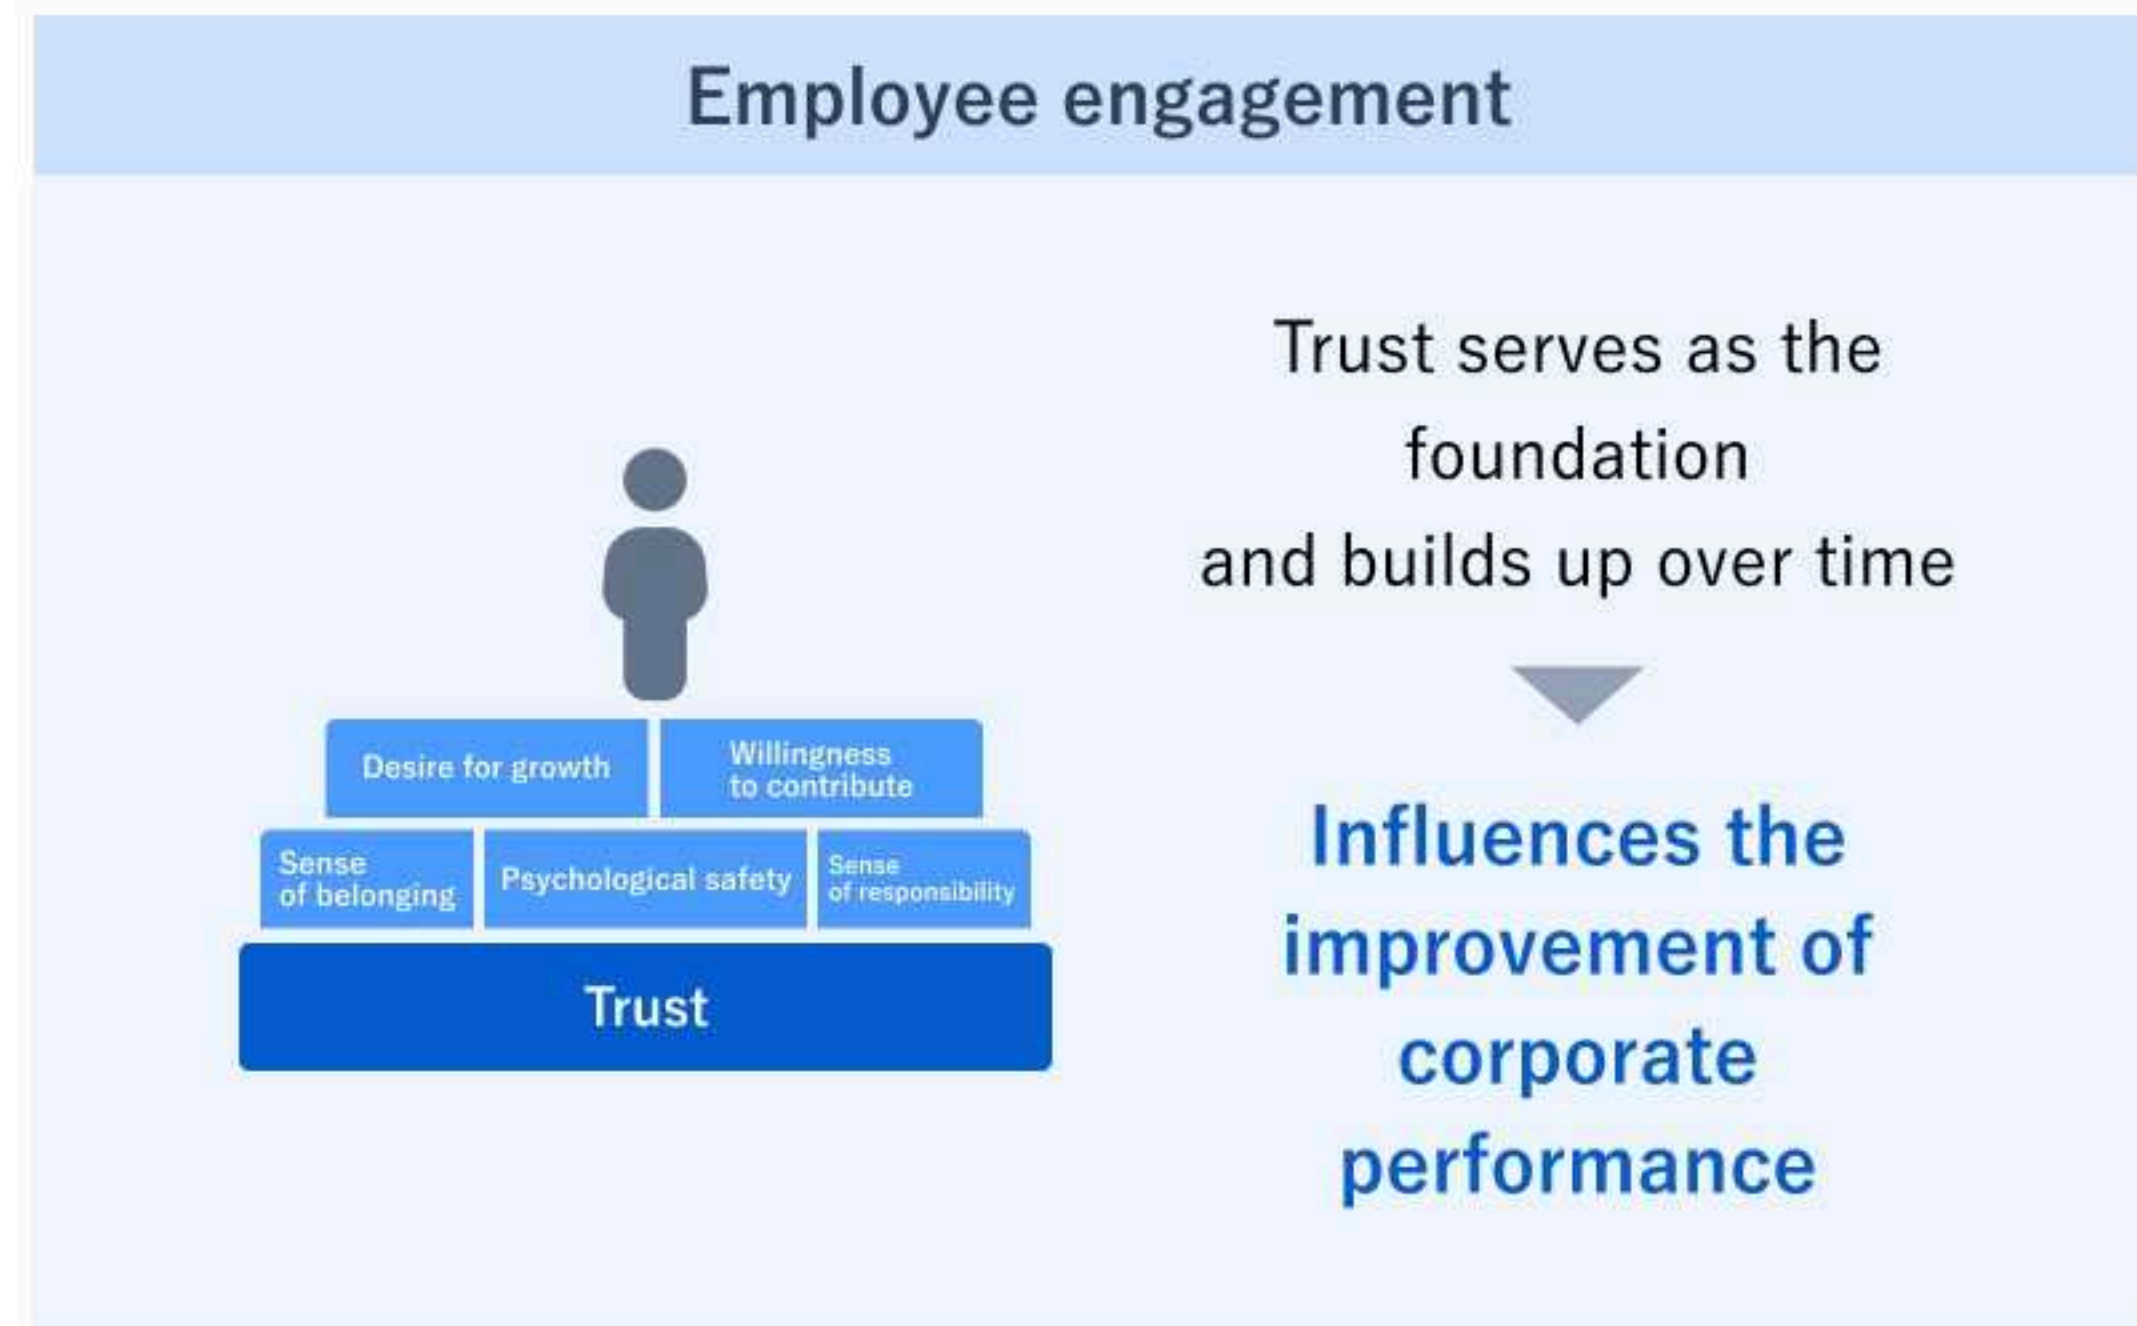 Employee engagement
Trust serves as the
foundation
and builds up over time
Desire for growth
Willingness
to contribute
Sense
of belonging
Psychological safety
Sense
of responsibility
Trust
Influences the
improvement of
corporate
performance